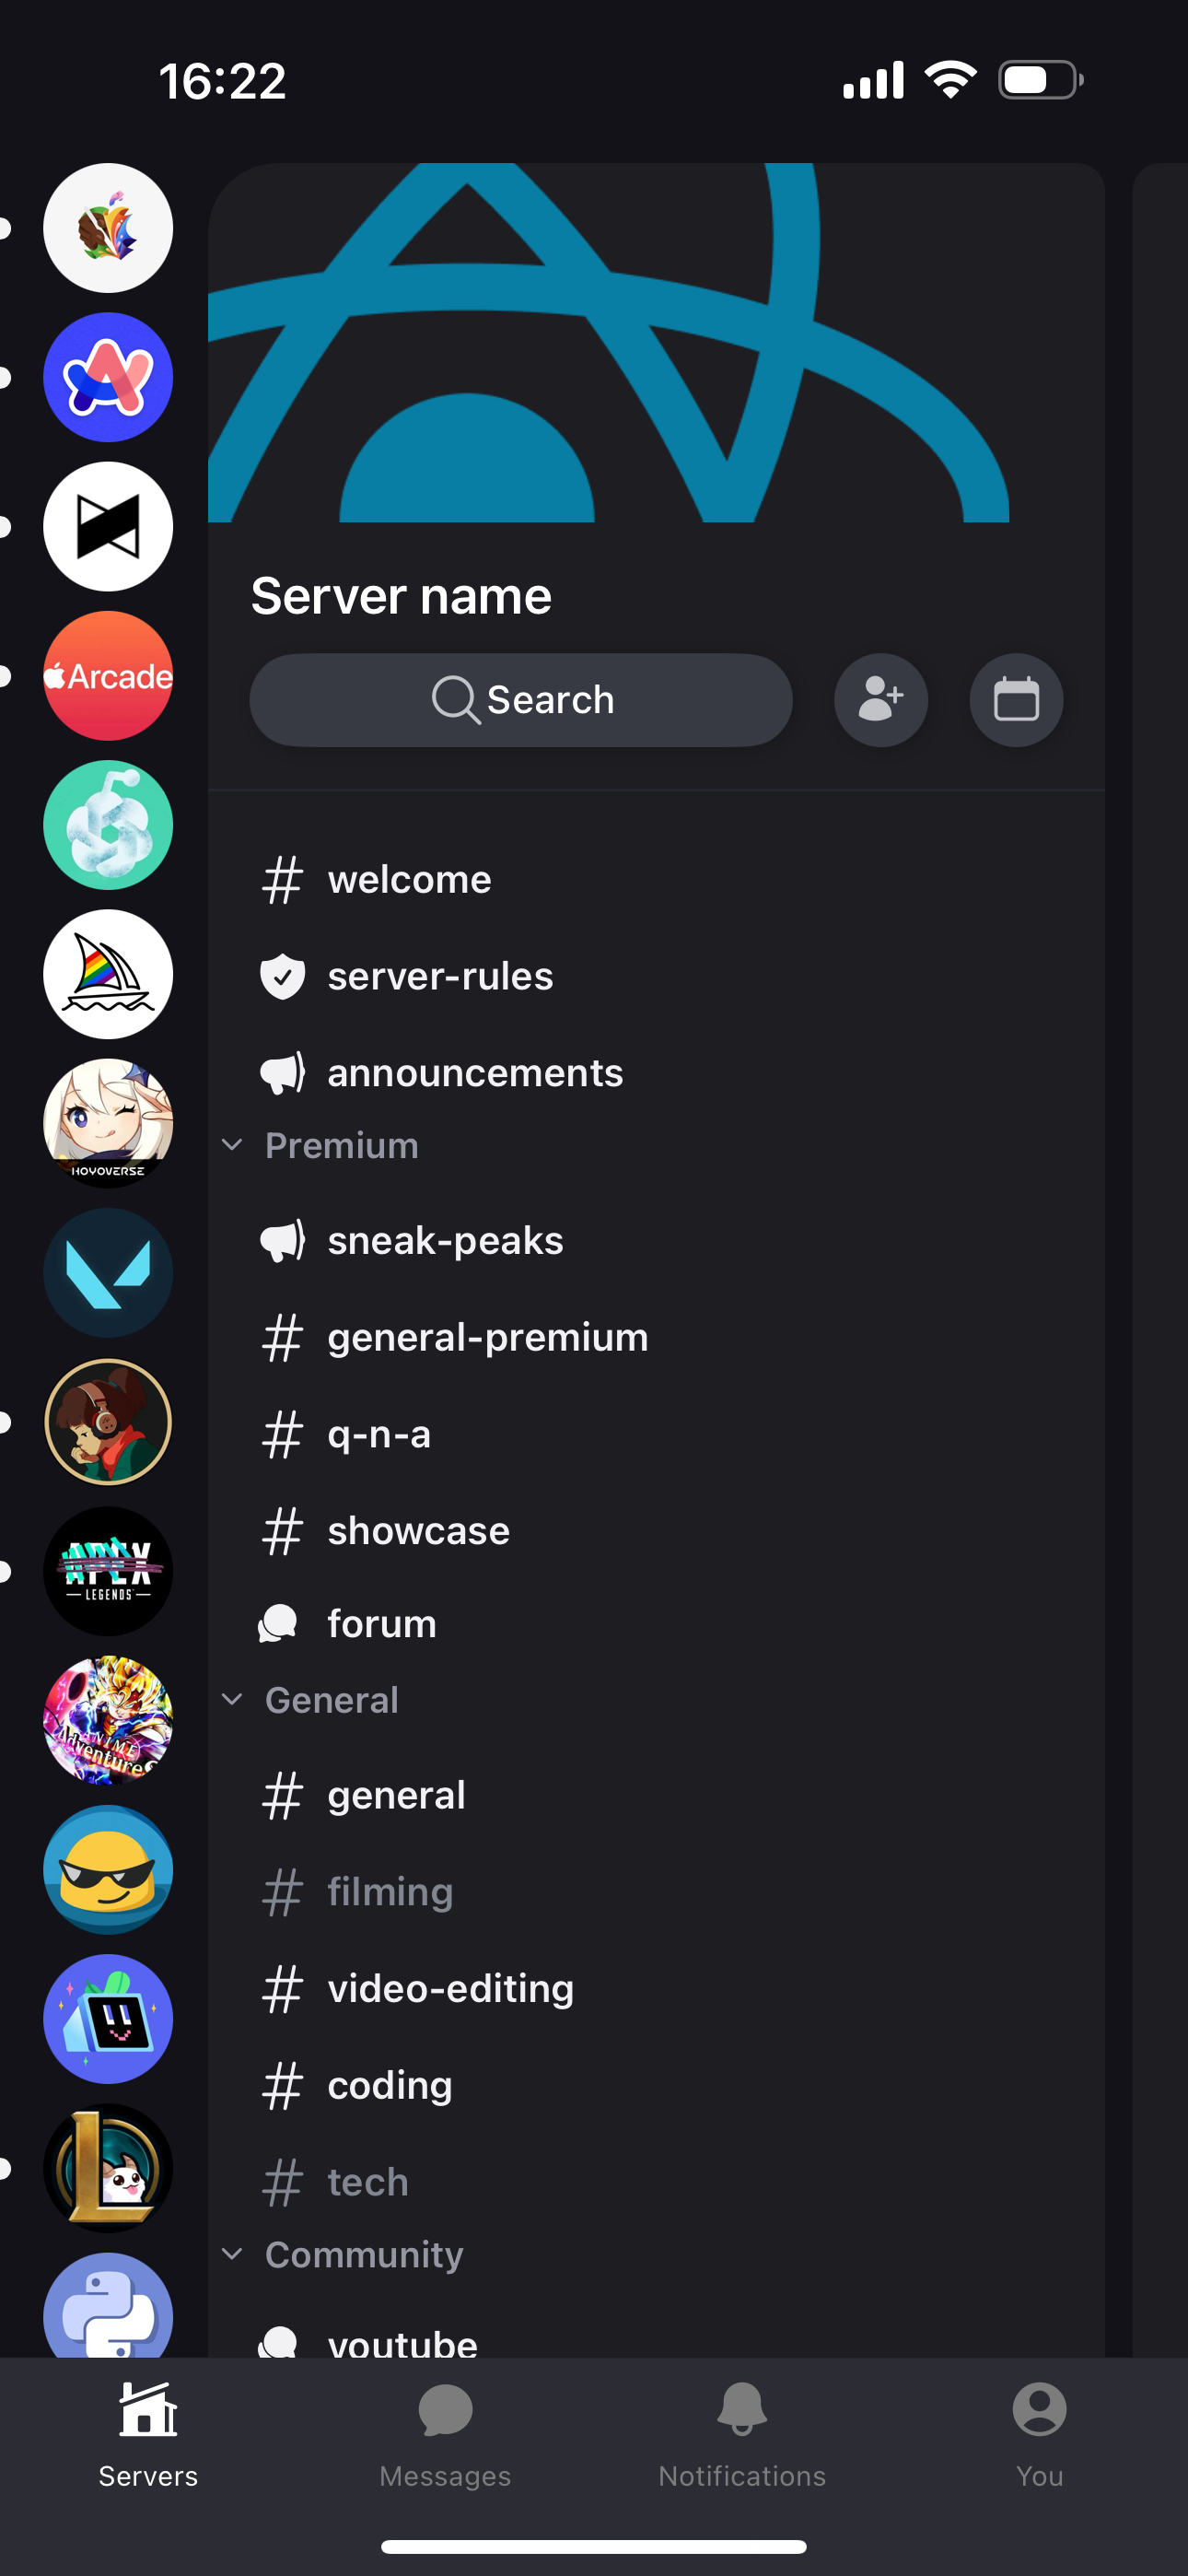 16:22
Arcade
HOYOVERSE
APEX
LEGENDS
ANIME
Adventures
Server name
Search
# welcome
server-rules
announcements
Premium
sneak-peaks
# general-premium
# q-n-a
# showcase
forum
General
# general
# filming
# video-editing
# coding
# tech
Community
youtube
Servers
Messages
Notifications
You